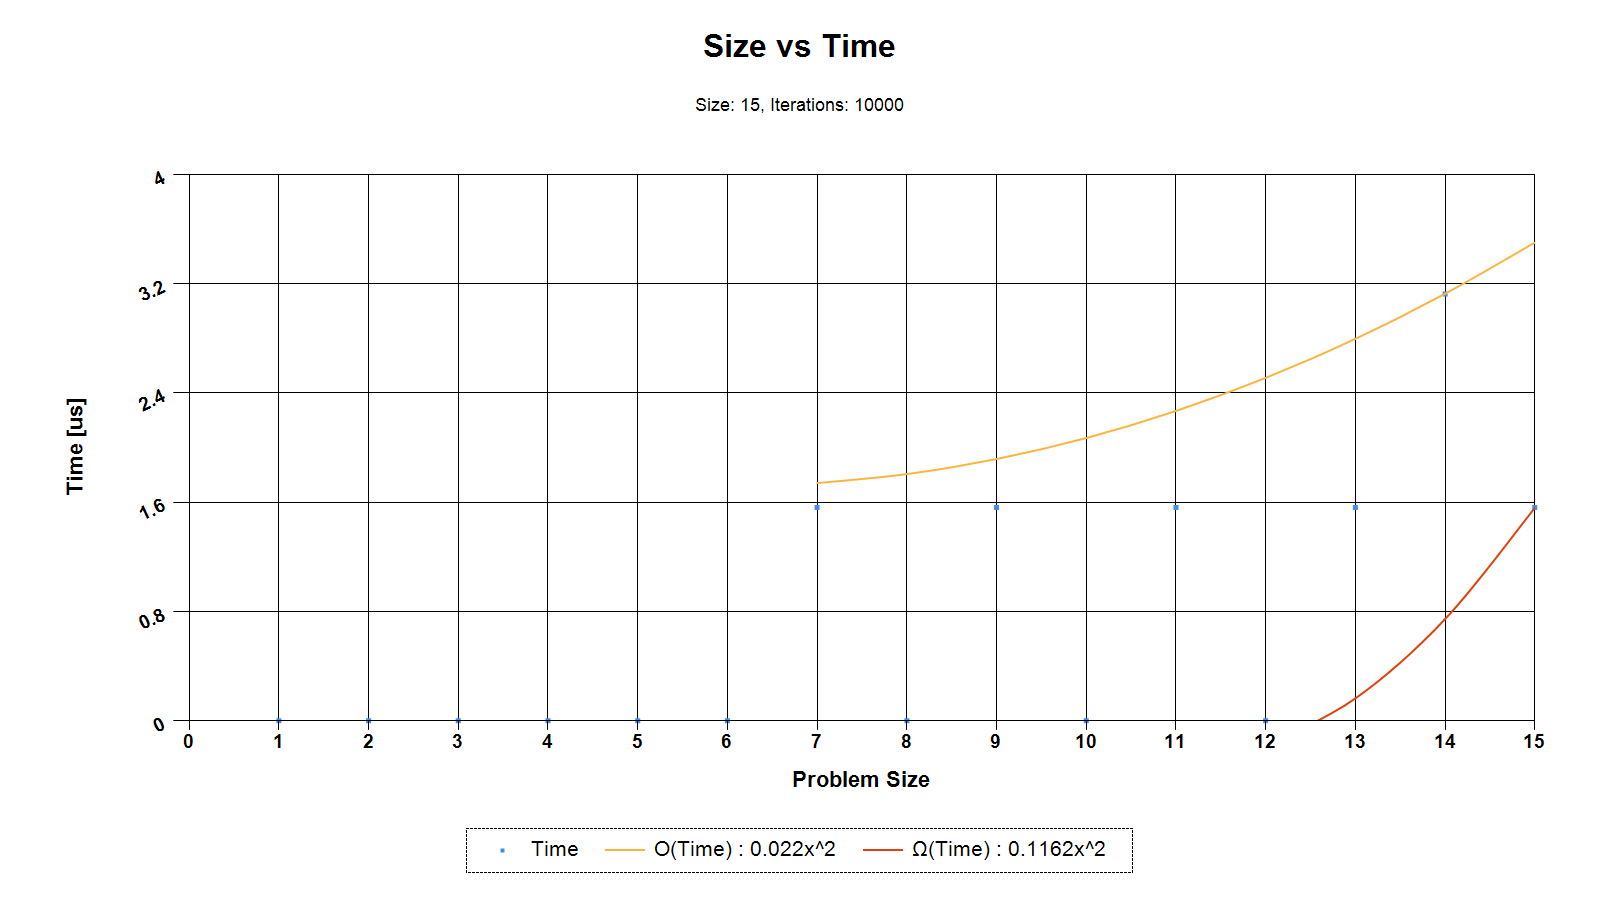 Size vs Time
Size: 15, Iterations: 10000
4
3.2
2.4
1.6
0.8
0
Time [us]
0 1 2 3 4 5 6 7 8 9 10 11 12 13 14 15
Problem Size
Time O(Time) : 0.022x^2 Ω(Time) : 0.1162x^2